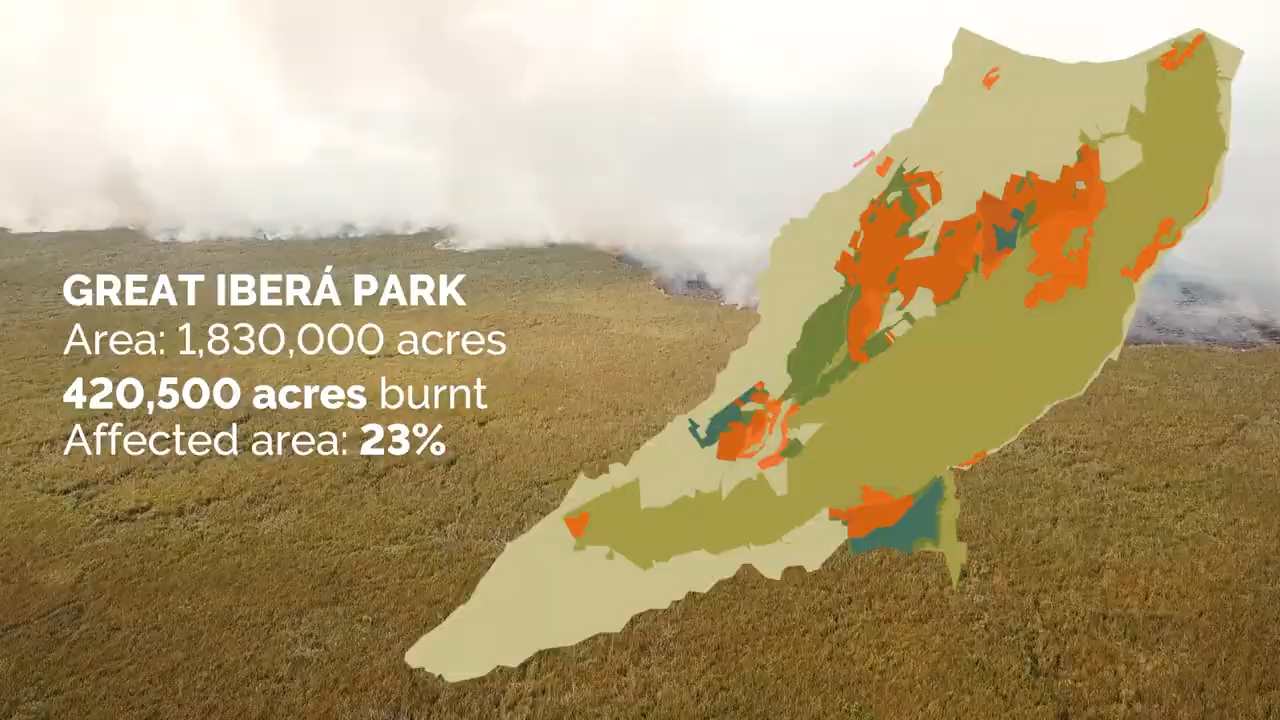 GREAT IBERÁ PARK
Area: 1,830,000 acres
420,500 acres burnt
Affected area: 23%